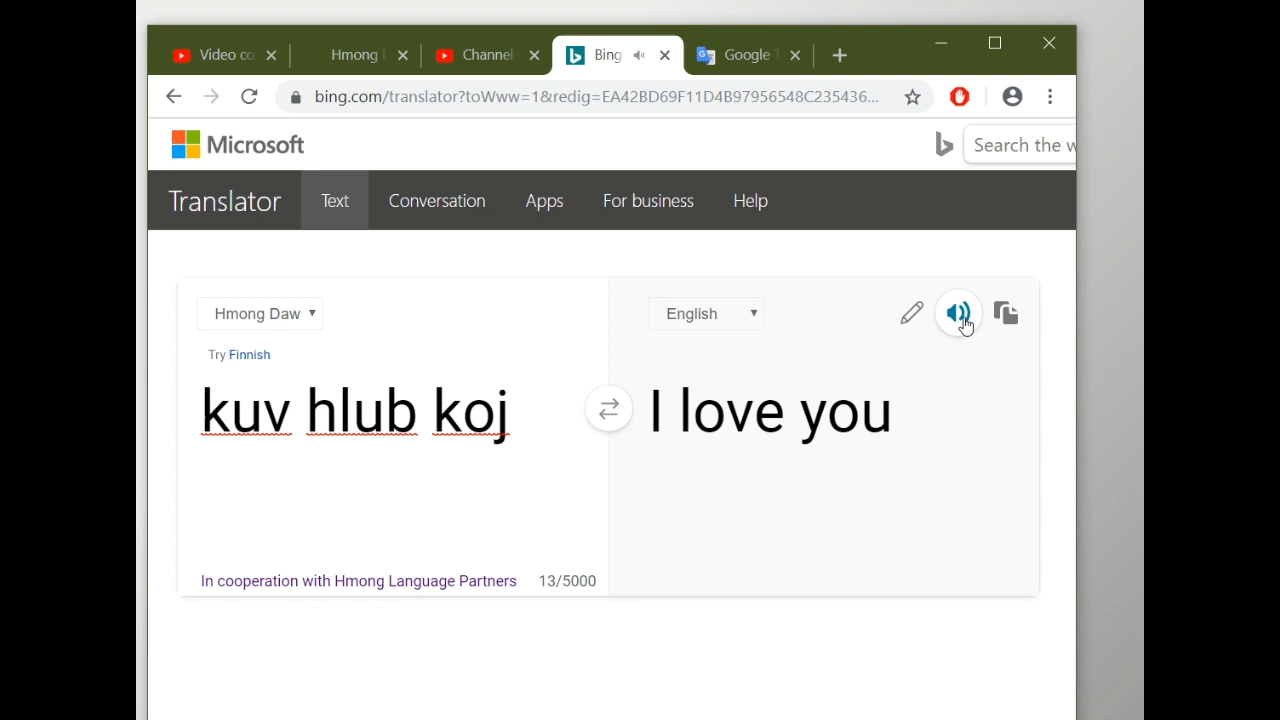 Video co
Hmong
Channel
Bing
Google T
bing.com/translator?toWww=1&redig=EA42BD69F11D4B97956548C235436...
Microsoft
Search the w
Translator
Text
Conversation
Apps
For business
Help
Hmong Daw
English
Try Finnish
kuv hlub koj
I love you
In cooperation with Hmong Language Partners
13/5000